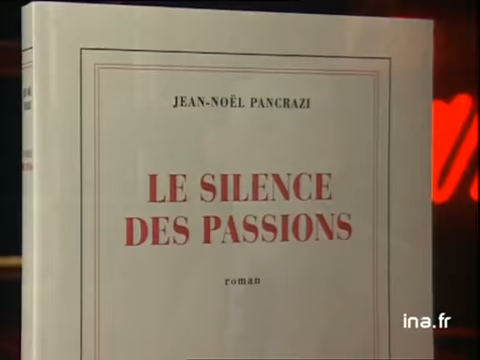 JEAN-NOËL PANCRAZI
LE SILENCE
DES PASSIONS
roman
ina.fr